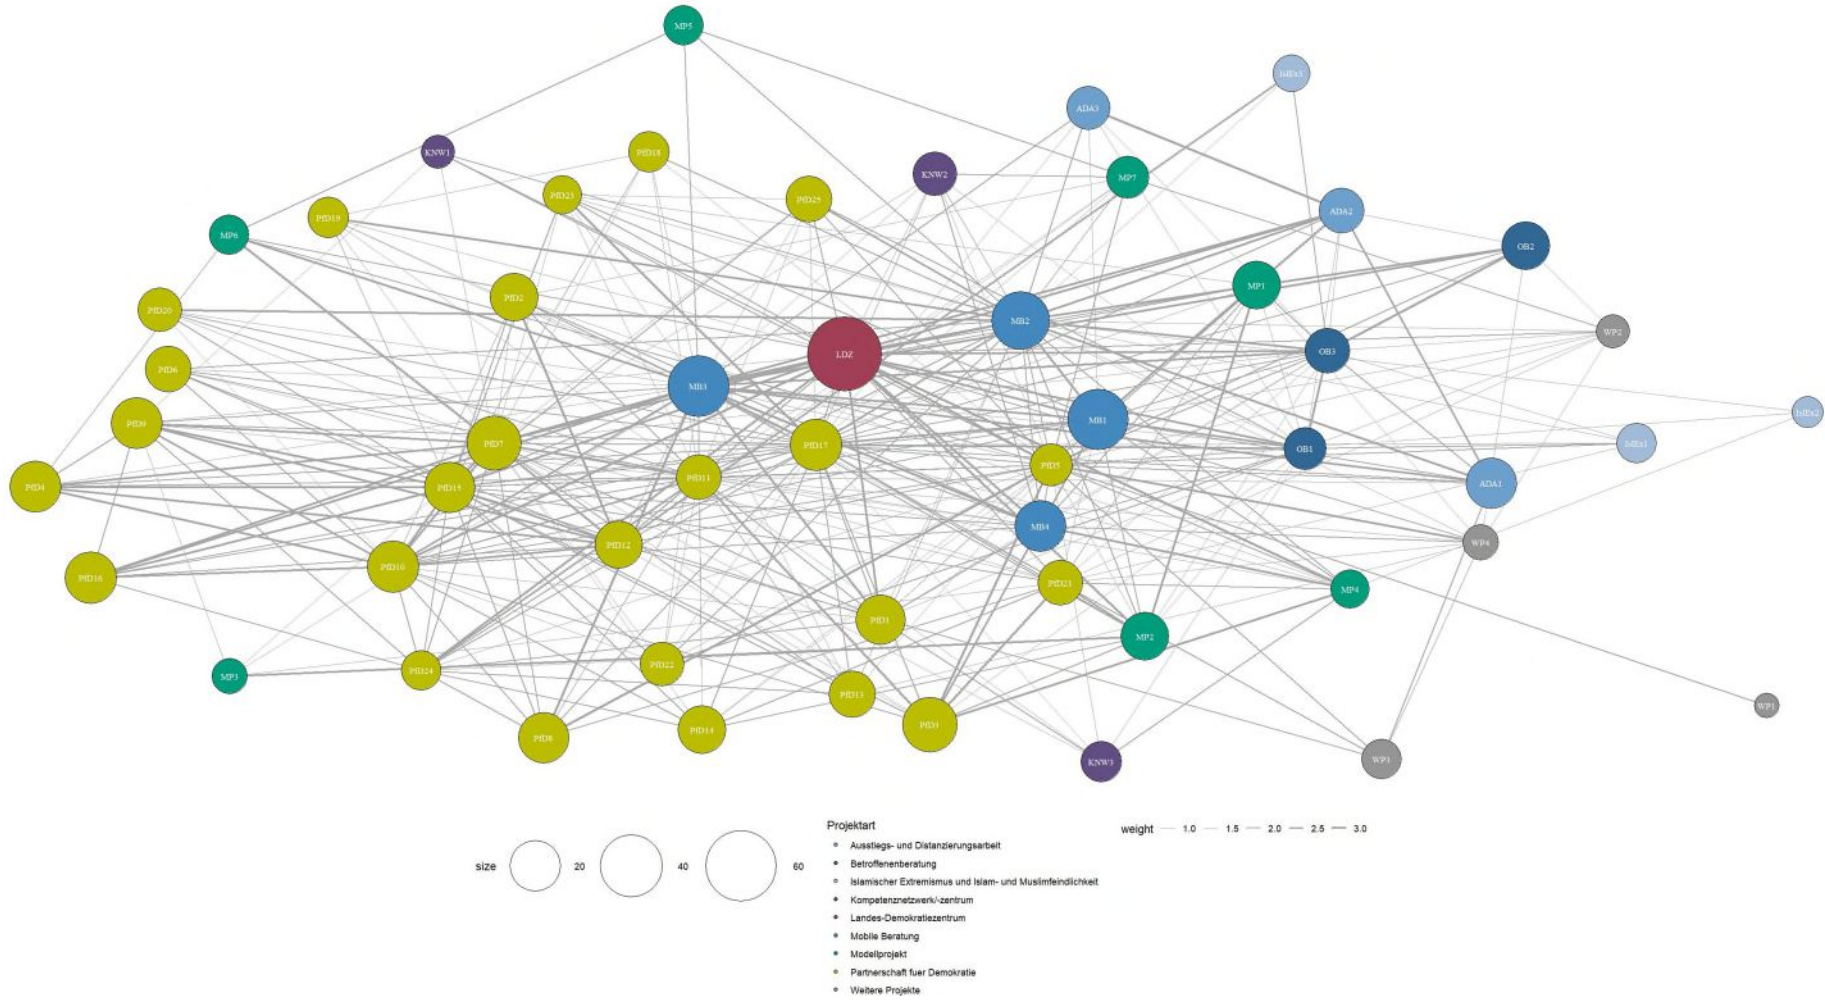 MP5
IslEx3
ADA3
KNW1
PfD18
KNW2
MP7
PfD23
PfD25
ADA2
PfD19
MP6
OB2
MP1
PfD2
PfD20
MB2
WP2
OB3
LDZ
PfD6
MB3
IslEx2
MB1
PfD9
PfD7
PfD17
IslEx1
OB1
PfD5
PfD11
ADA1
PfD4
PfD15
MB4
WP4
PfD12
PfD10
PfD16
PfD21
MP4
PfD1
MP2
PfD22
PfD24
MP3
PfD13
WP1
PfD3
PfD14
PfD8
WP3
KNW3
size 20 40 60
Projektart
Ausstiegs- und Distanzierungsarbeit
Betroffenenberatung
Islamischer Extremismus und Islam- und Muslimfeindlichkeit
Kompetenznetzwerk/-zentrum
Landes-Demokratiezentrum
Mobile Beratung
Modellprojekt
Partnerschaft fuer Demokratie
Weitere Projekte
weight 1.0 1.5 2.0 2.5 3.0